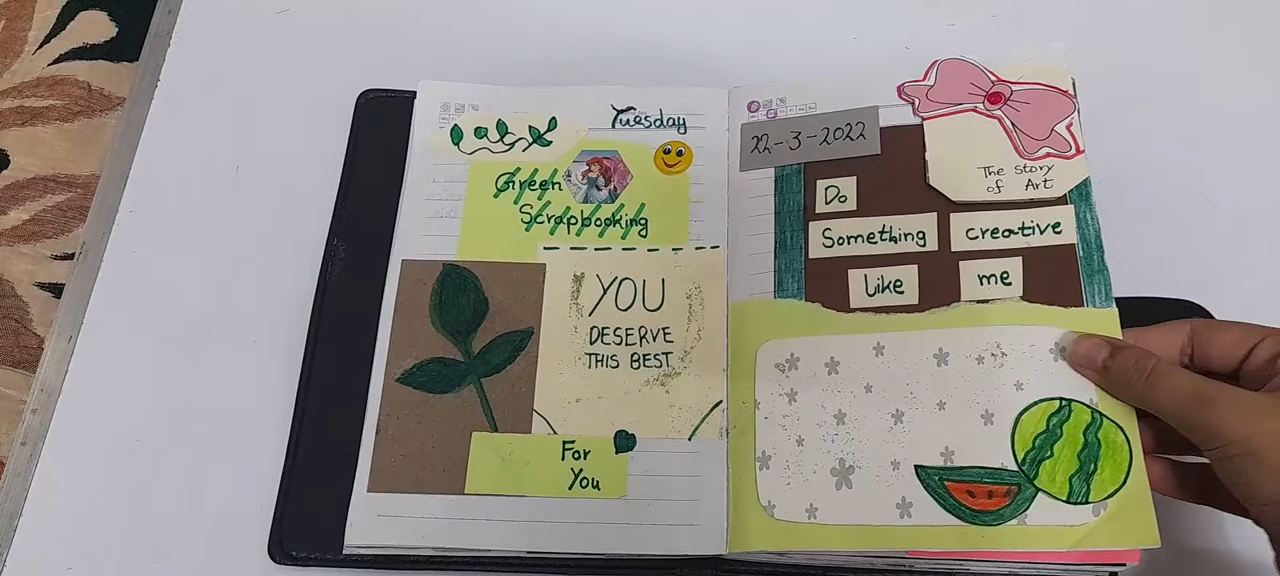 Tuesday
Green
Scrapbooking
YOU
DESERVE
THIS BEST
For
You
22-3-2022
The story
of Art
Do
Something creative
like me